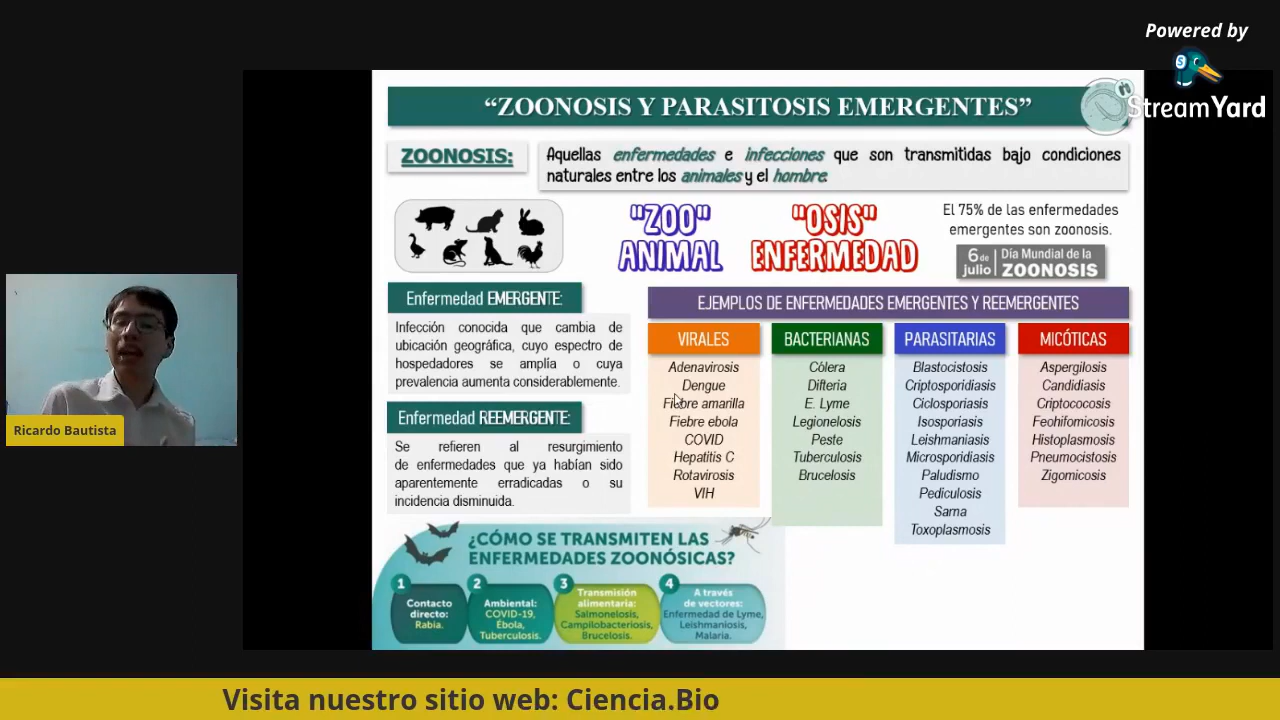 Powered by
StreamYard
"ZOONOSIS Y PARASITOSIS EMERGENTES"
ZOONOSIS:
Aquellas enfermedades e infecciones que son transmitidas bajo condiciones
naturales entre los animales y el hombre.
"ZOO"
ANIMAL
"OSIS"
ENFERMEDAD
El 75% de las enfermedades
emergentes son zoonosis.
6 de
julio
Día Mundial de la
ZOONOSIS
Enfermedad EMERGENTE:
Infección conocida que cambia de
ubicación geográfica, cuyo espectro de
hospedadores se amplía o cuya
prevalencia aumenta considerablemente.
Enfermedad REEMERGENTE:
Se refieren al resurgimiento
de enfermedades que ya habían sido
aparentemente erradicadas o su
incidencia disminuida.
EJEMPLOS DE ENFERMEDADES EMERGENTES Y REEMERGENTES
VIRALES
Adenavirosis
Dengue
Fiebre amarilla
Fiebre ebola
COVID
Hepatitis C
Rotavirosis
VIH
BACTERIANAS
Cólera
Difteria
E. Lyme
Legionelosis
Peste
Tuberculosis
Brucelosis
PARASITARIAS
Blastocistosis
Criptosporidiasis
Ciclosporiasis
Isosporiasis
Leishmaniasis
Microsporidiasis
Paludismo
Pediculosis
Sarna
Toxoplasmosis
MICÓTICAS
Aspergilosis
Candidiasis
Criptococosis
Feohifomicosis
Histoplasmosis
Pneumocistosis
Zigomicosis
¿CÓMO SE TRANSMITEN LAS
ENFERMEDADES ZOONÓSICAS?
1
Contacto
directo:
Rabia.
2
Ambiental:
COVID-19,
Ébola,
Tuberculosis.
3
Transmisión
alimentaria:
Salmonelosis,
Campilobacteriosis,
Brucelosis.
4
A través
de vectores:
Enfermedad de Lyme,
Leishmaniosis,
Malaria.
Ricardo Bautista
Visita nuestro sitio web: Ciencia.Bio